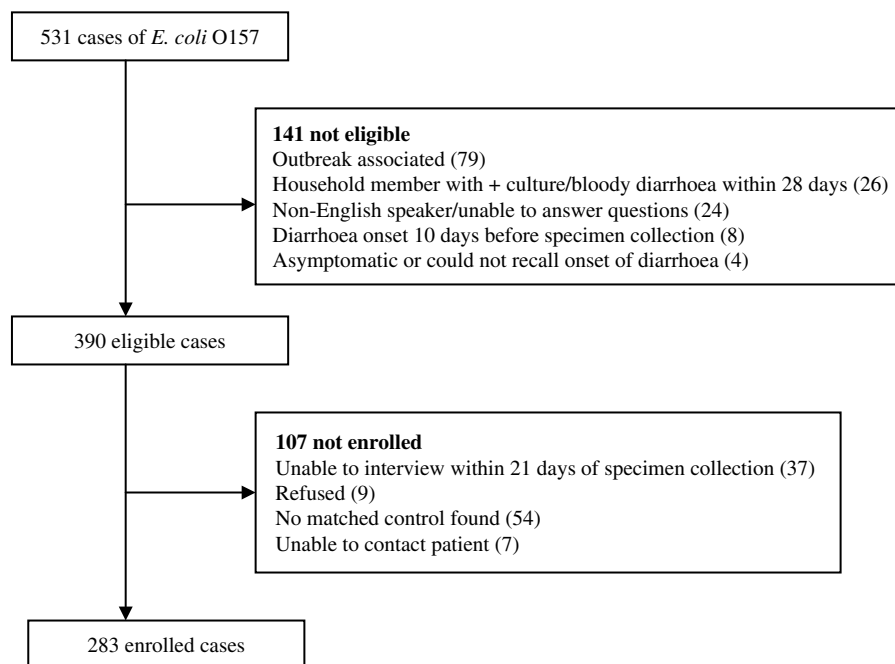 531 cases of E. coli O157
141 not eligible
Outbreak associated (79)
Household member with + culture/bloody diarrhoea within 28 days (26)
Non-English speaker/unable to answer questions (24)
Diarrhoea onset 10 days before specimen collection (8)
Asymptomatic or could not recall onset of diarrhoea (4)
390 eligible cases
107 not enrolled
Unable to interview within 21 days of specimen collection (37)
Refused (9)
No matched control found (54)
Unable to contact patient (7)
283 enrolled cases